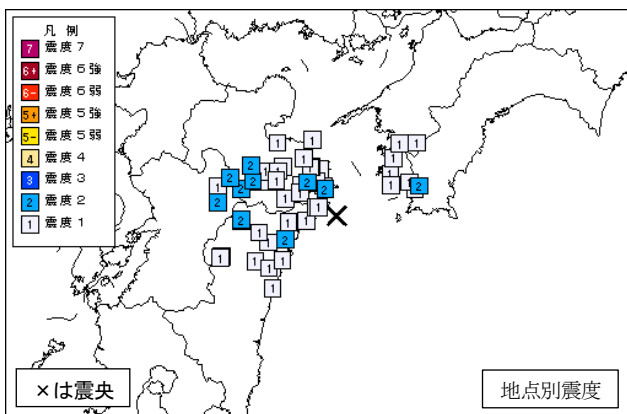 凡 例
7 震度７
6+ 震度６強
6- 震度６弱
5+ 震度５強
5- 震度５弱
4 震度４
3 震度３
2 震度２
1 震度１
×は震央
地点別震度